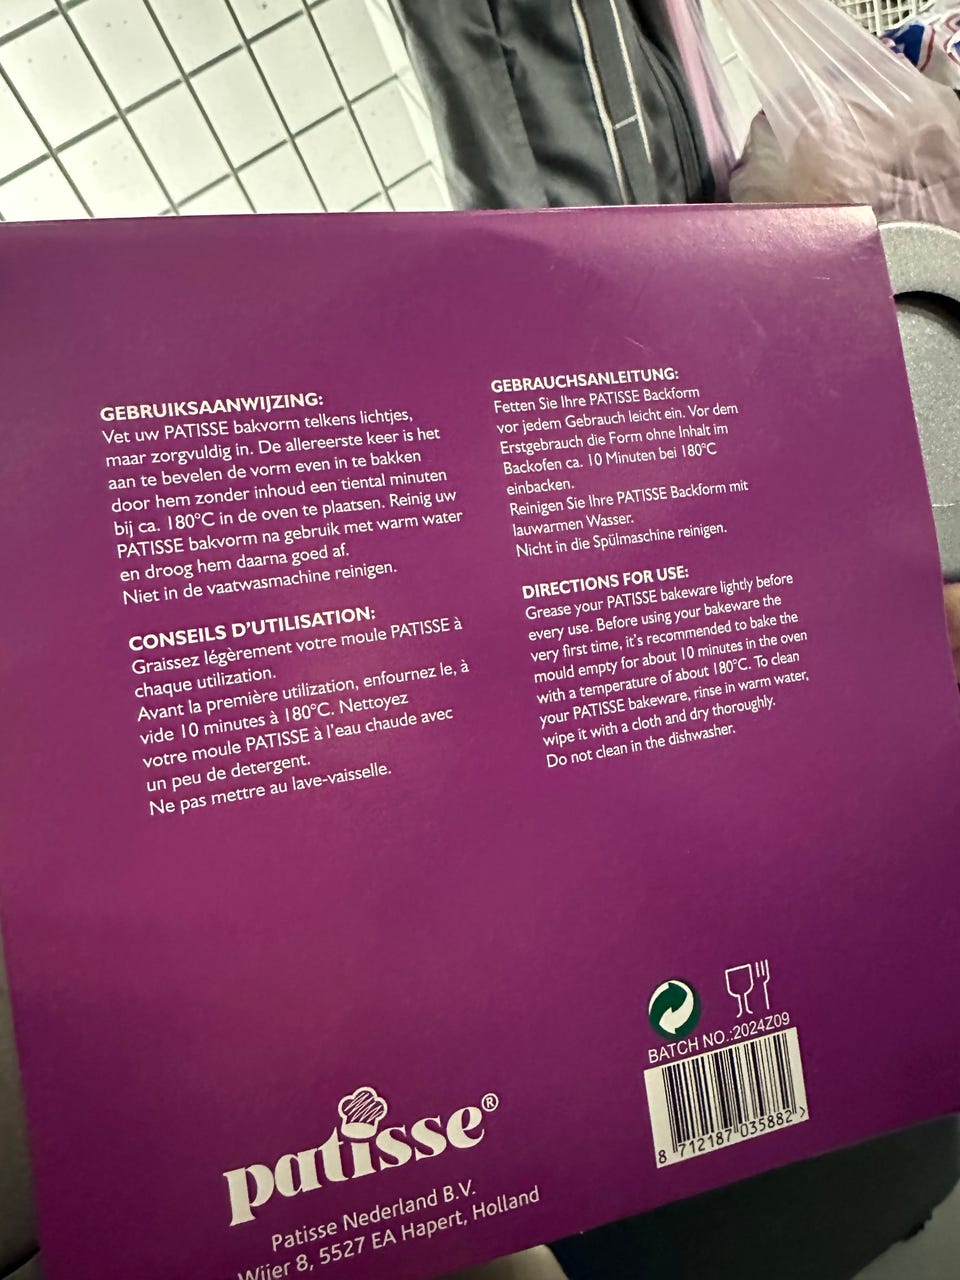 GEBRUIKSAANWIJZING:
Vet uw PATISSE bakvorm telkens lichtjes,
maar zorgvuldig in. De allereerste keer is het
aan te bevelen de vorm even in te bakken
door hem zonder inhoud een tiental minuten
bij ca. 180°C in de oven te plaatsen. Reinig uw
PATISSE bakvorm na gebruik met warm water
en droog hem daarna goed af.
Niet in de vaatwasmachine reinigen.
CONSEILS D'UTILISATION:
Graissez légèrement votre moule PATISSE à
chaque utilization.
Avant la première utilization, enfournez le, à
vide 10 minutes à 180°C. Nettoyez
votre moule PATISSE à l'eau chaude avec
un peu de detergent.
Ne pas mettre au lave-vaisselle.
GEBRAUCHSANLEITUNG:
Fetten Sie Ihre PATISSE Backform
vor jedem Gebrauch leicht ein. Vor dem
Erstgebrauch die Form ohne Inhalt im
Backofen ca. 10 Minuten bei 180°C
einbacken.
Reinigen Sie Ihre PATISSE Backform mit
lauwarmen Wasser.
Nicht in die Spülmaschine reinigen.
DIRECTIONS FOR USE:
Grease your PATISSE bakeware lightly before
every use. Before using your bakeware the
very first time, it's recommended to bake the
mould empty for about 10 minutes in the oven
with a temperature of about 180°C. To clean
your PATISSE bakeware, rinse in warm water,
wipe it with a cloth and dry thoroughly.
Do not clean in the dishwasher.
BATCH NO.:2024Z09
8 712187 035882 >
patisse®
Patisse Nederland B.V.
Wijer 8, 5527 EA Hapert, Holland